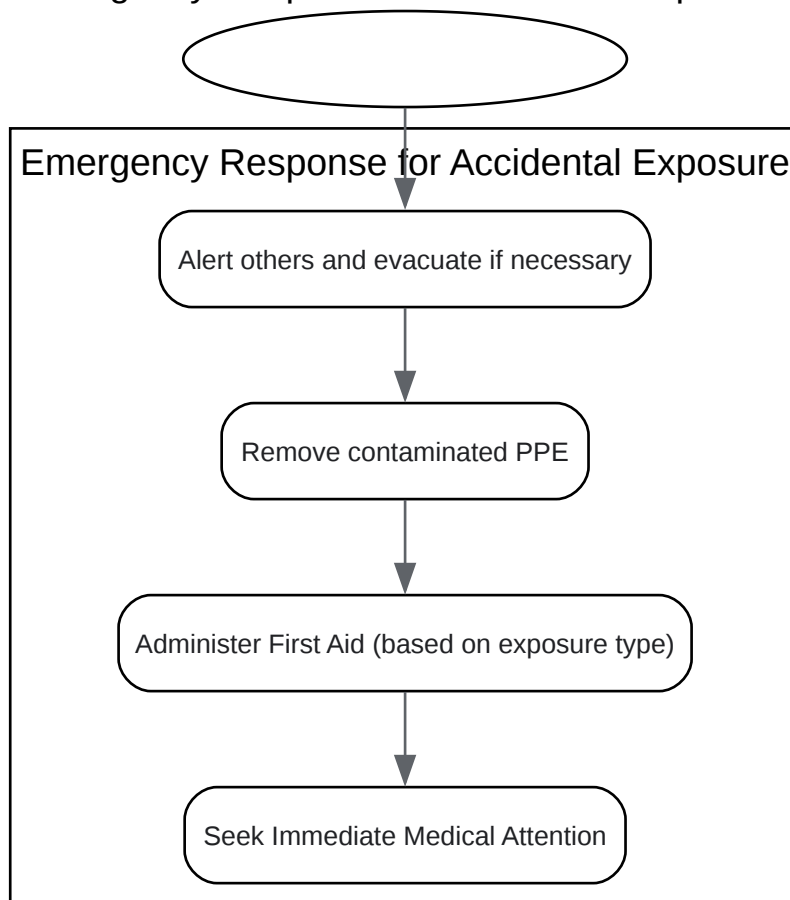 Emergency Response for Accidental Exposure
Alert others and evacuate if necessary
Remove contaminated PPE
Administer First Aid (based on exposure type)
Seek Immediate Medical Attention